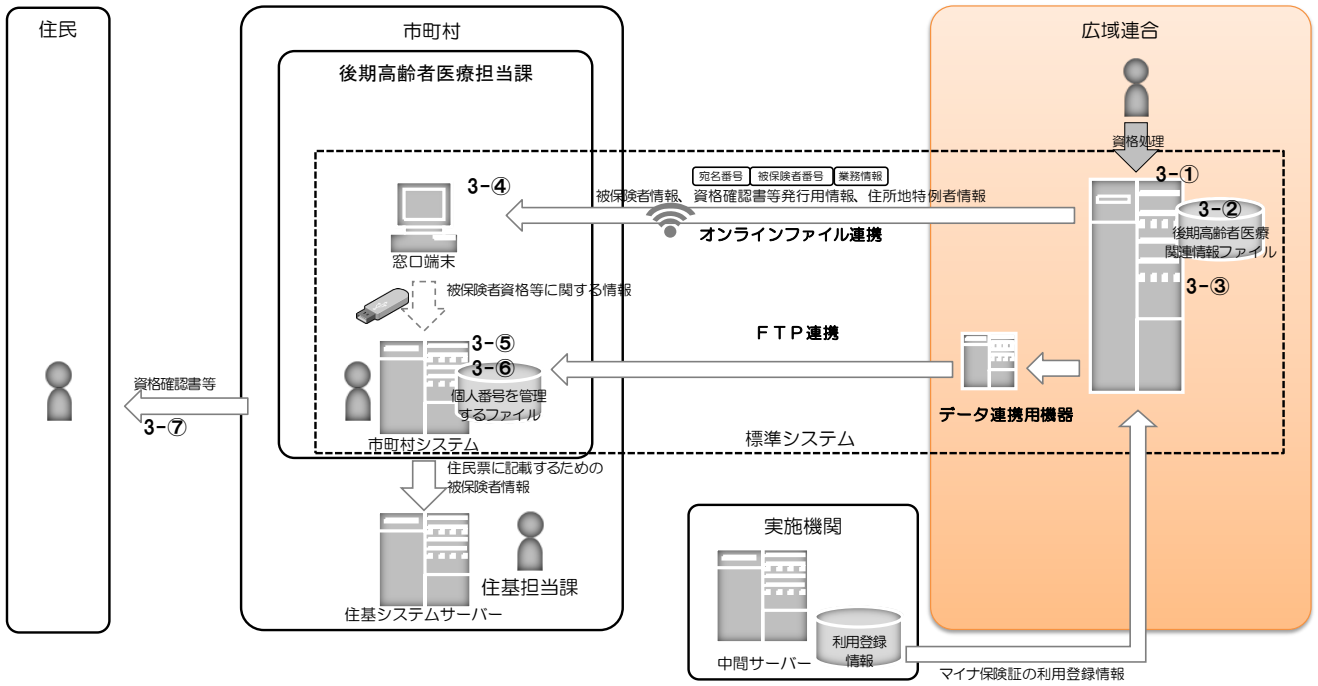 住民
市町村
広域連合
後期高齢者医療担当課
資格処理
3-①
宛名番号 被保険者番号 業務情報
被保険者情報、資格確認書等発行用情報、住所地特例者情報
3-④
オンラインファイル連携
窓口端末
3-②
後期高齢者医療
関連情報ファイル
3-③
被保険者資格等に関する情報
ＦＴＰ連携
3-⑤
3-⑥
個人番号を管理
するファイル
市町村システム
データ連携用機器
標準システム
資格確認書等
3-⑦
住民票に記載するための
被保険者情報
住基担当課
住基システムサーバー
実施機関
中間サーバー
利用登録
情報
マイナ保険証の利用登録情報